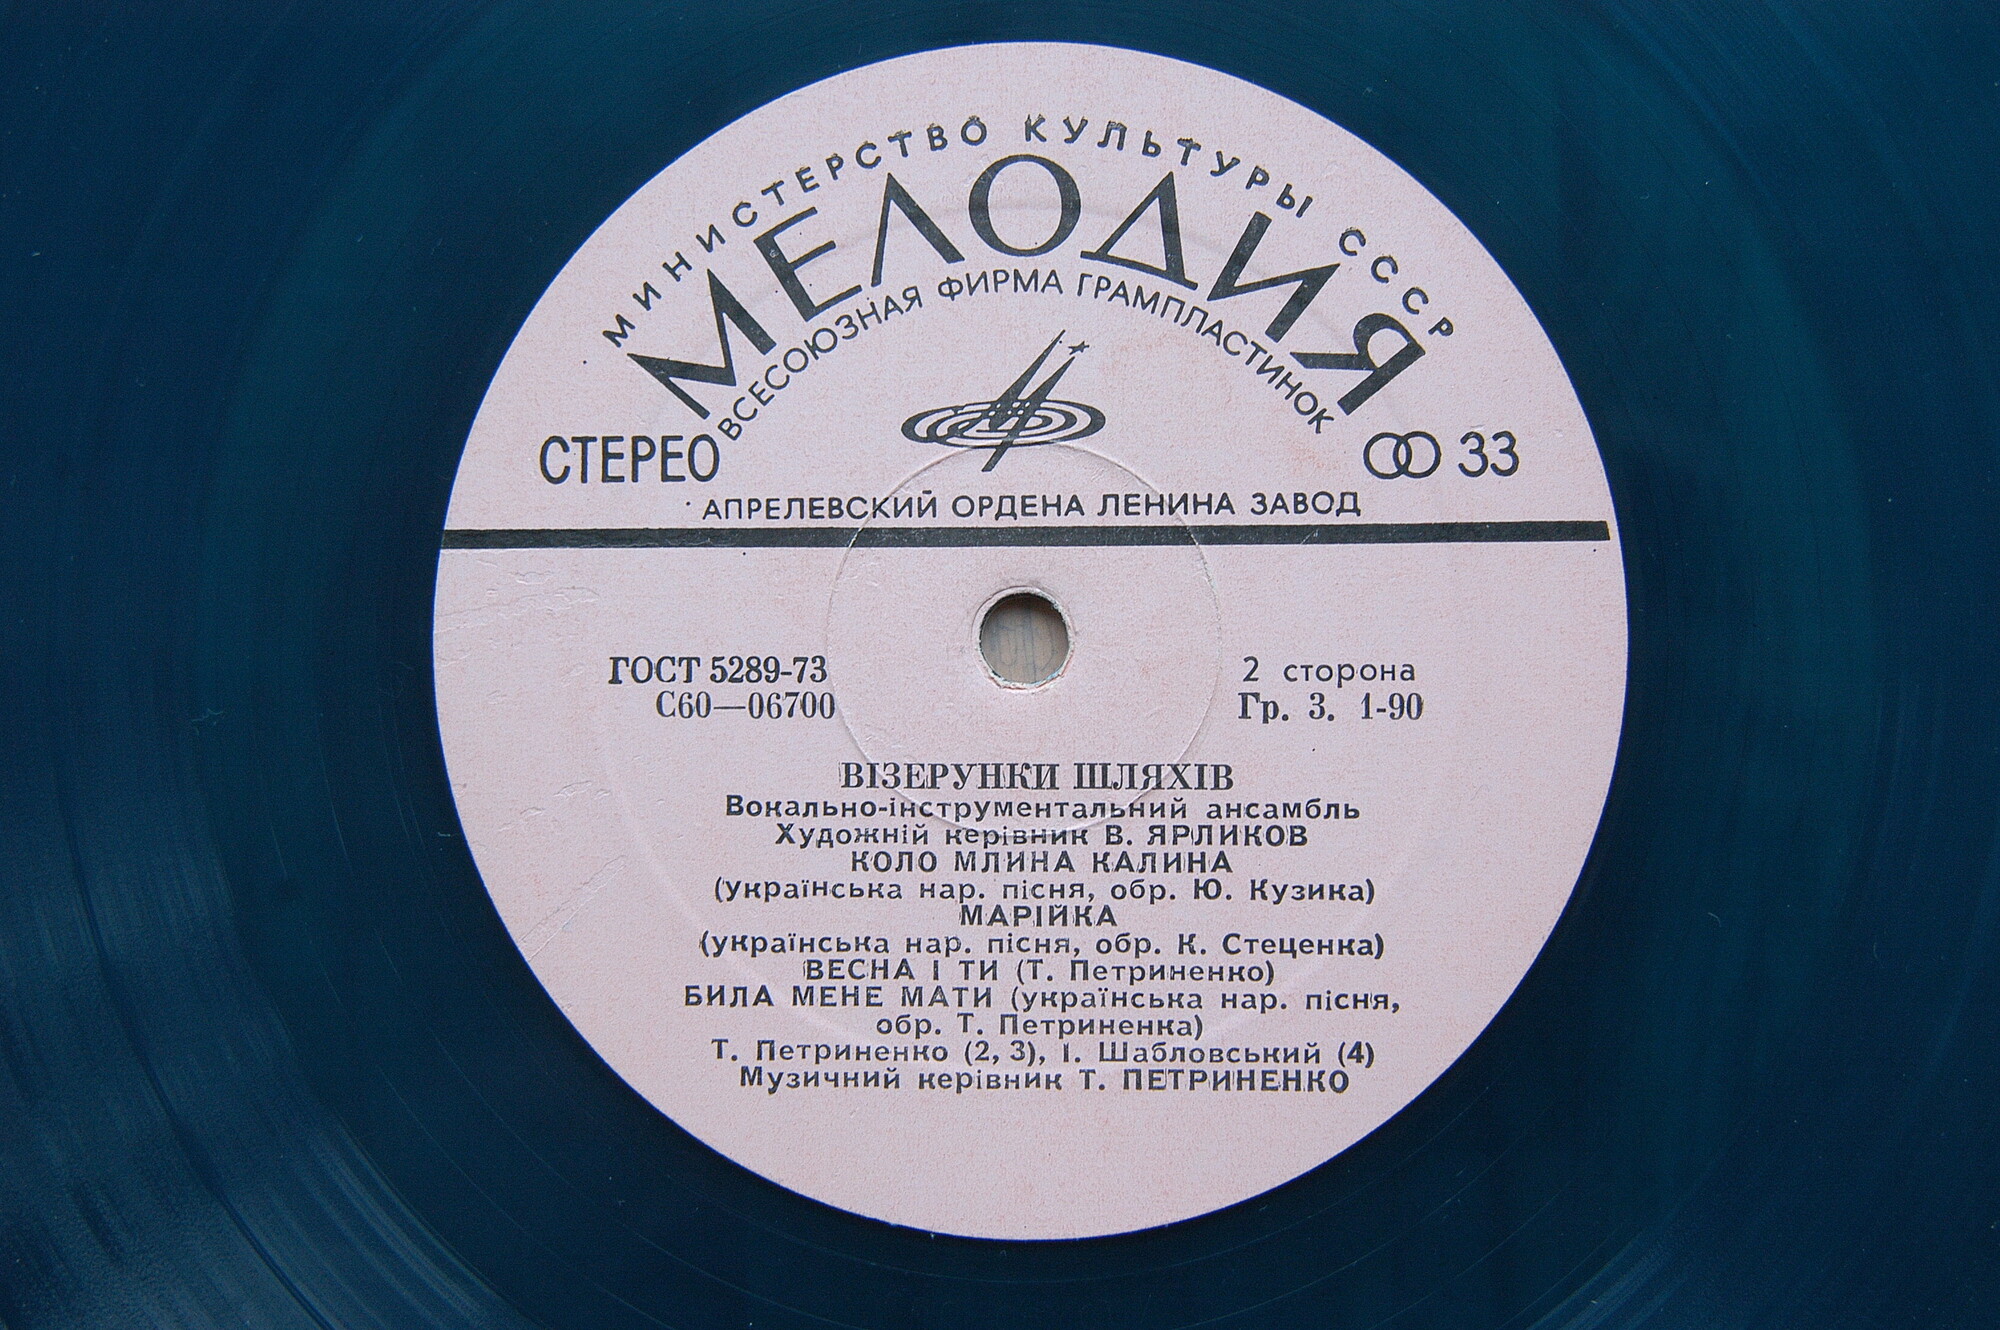 МИНИСТЕРСТВО КУЛЬТУРЫ СССР
МЕЛОДИЯ
ВСЕСОЮЗНАЯ ФИРМА ГРАМПЛАСТИНОК
СТЕРЕО
33
АПРЕЛЕВСКИЙ ОРДЕНА ЛЕНИНА ЗАВОД
ГОСТ 5289-73
2 сторона
С60—06700
Гр. 3. 1-90
ВІЗЕРУНКИ ШЛЯХІВ
Вокально-інструментальний ансамбль
Художній керівник В. ЯРЛИКОВ
КОЛО МЛИНА КАЛИНА
(українська нар. пісня, обр. Ю. Кузика)
МАРІЙКА
(українська нар. пісня, обр. К. Стеценка)
ВЕСНА І ТИ (Т. Петриненко)
БИЛА МЕНЕ МАТИ (українська нар. пісня,
обр. Т. Петриненка)
Т. Петриненко (2, 3), І. Шабловський (4)
Музичний керівник Т. ПЕТРИНЕНКО